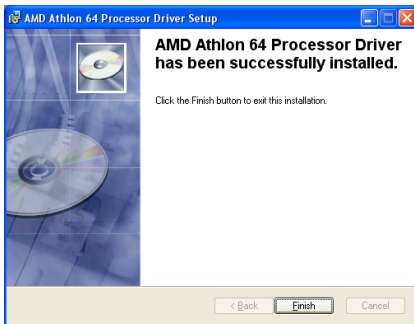 AMD Athlon 64 Processor Driver Setup
AMD Athlon 64 Processor Driver
has been successfully installed.
Click the Finish button to exit this installation.
< Back
Finish
Cancel